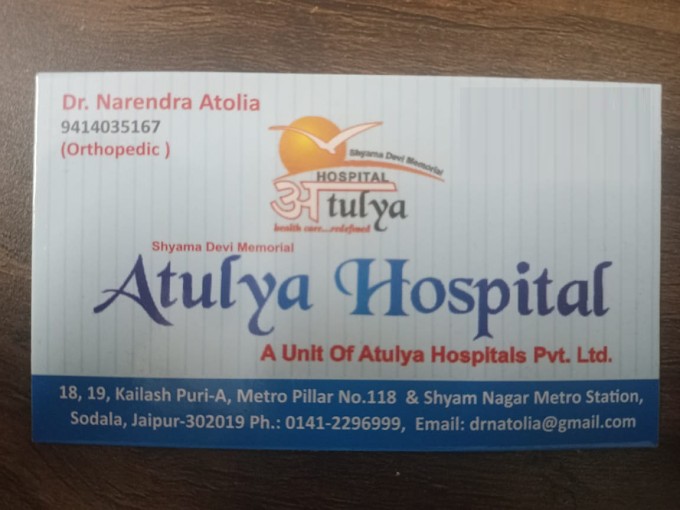 Dr. Narendra Atolia
9414035167
(Orthopedic )
Shyama Devi Memorial
HOSPITAL
अtulya
health care...redefined
Shyama Devi Memorial
Atulya Hospital
A Unit Of Atulya Hospitals Pvt. Ltd.
18, 19, Kailash Puri-A, Metro Pillar No.118 & Shyam Nagar Metro Station,
Sodala, Jaipur-302019 Ph.: 0141-2296999, Email: drnatolia@gmail.com